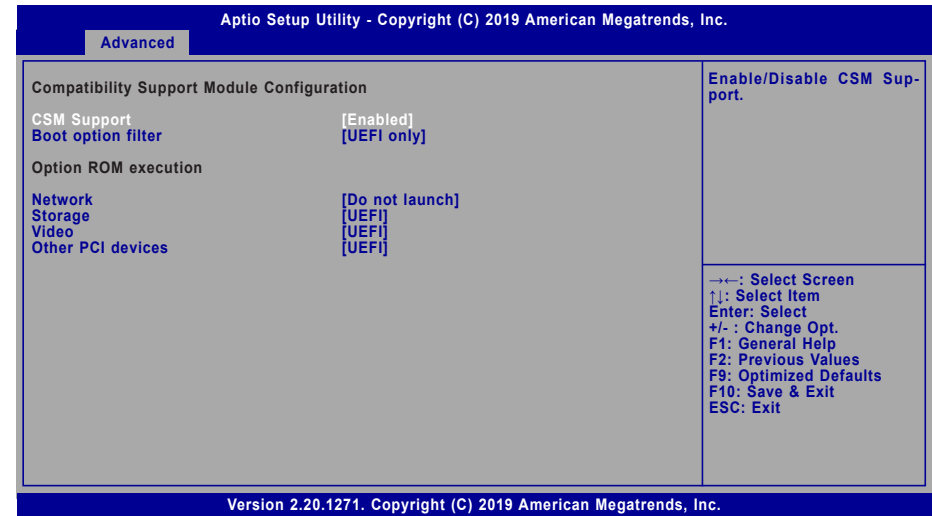 Aptio Setup Utility - Copyright (C) 2019 American Megatrends, Inc.
Advanced
Compatibility Support Module Configuration
CSM Support [Enabled]
Boot option filter [UEFI only]
Option ROM execution
Network [Do not launch]
Storage [UEFI]
Video [UEFI]
Other PCI devices [UEFI]
Enable/Disable CSM Sup-
port.
→←: Select Screen
↑↓: Select Item
Enter: Select
+/- : Change Opt.
F1: General Help
F2: Previous Values
F9: Optimized Defaults
F10: Save & Exit
ESC: Exit
Version 2.20.1271. Copyright (C) 2019 American Megatrends, Inc.